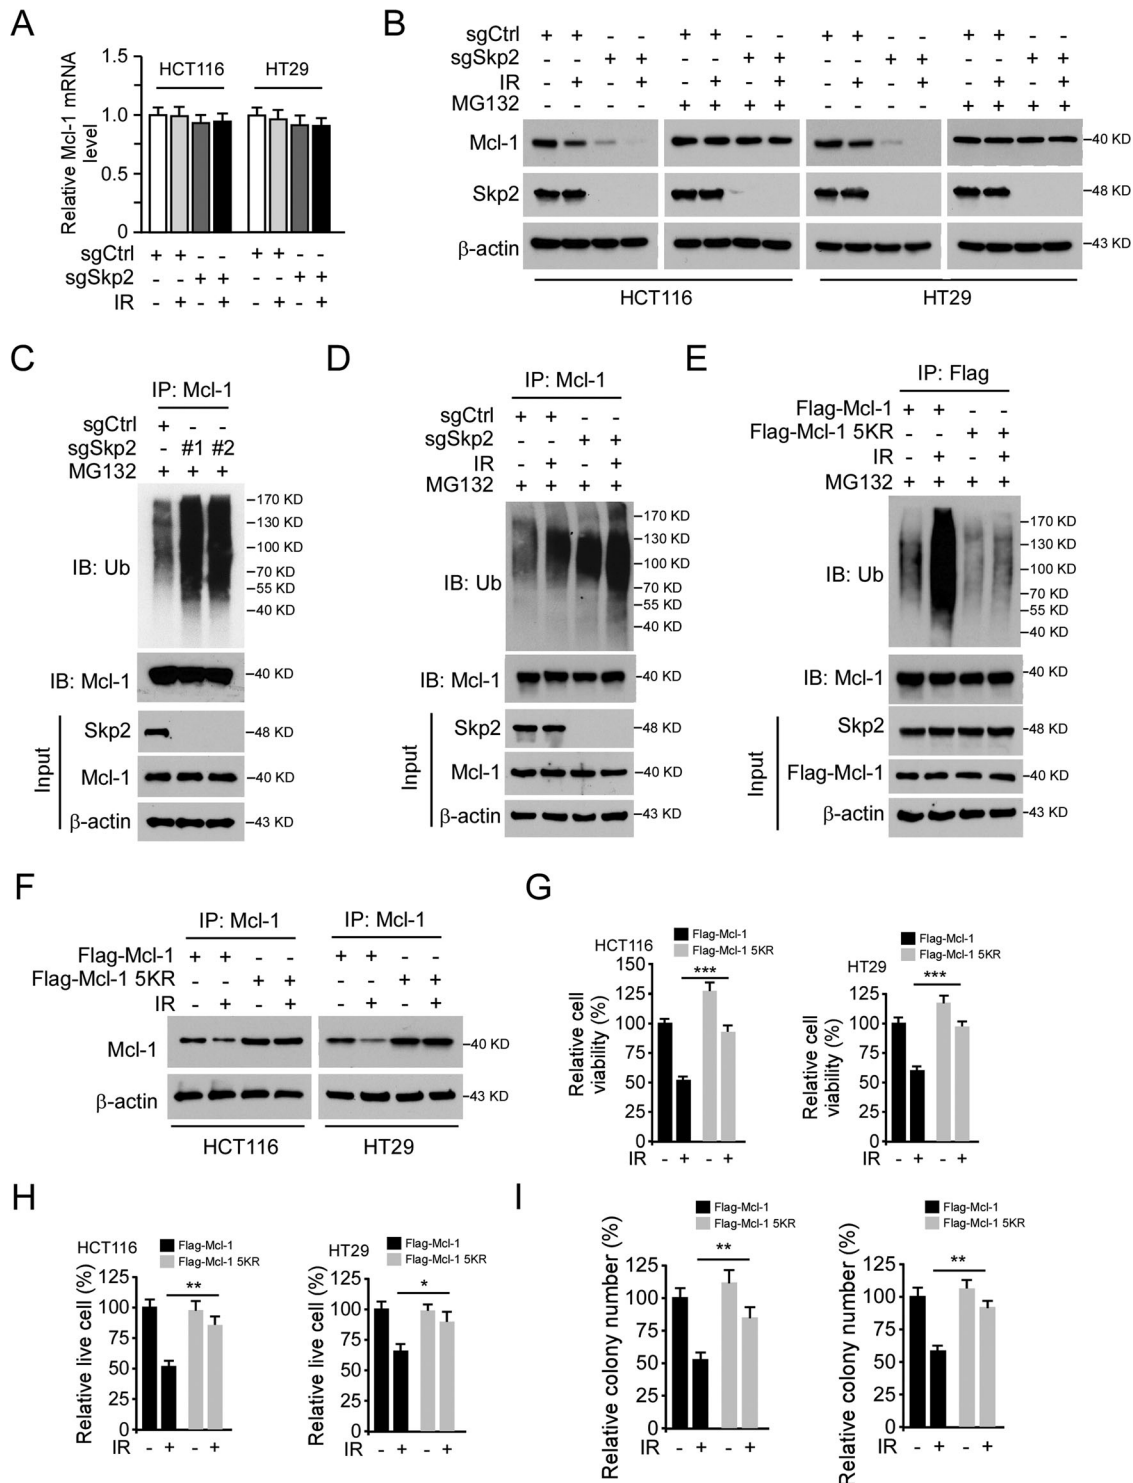 A
Relative Mcl-1 mRNA
level
1.5
1.0
0.5
0
HCT116 HT29
sgCtrl + + - - + + - -
sgSkp2 - - + + - - + +
IR - + - + - + - +
B
sgCtrl + + - - + + - - + + - - + + - -
sgSkp2 - - + + - - + + - - + + - - + +
IR - + - + - + - + - + - + - + - +
MG132 - - - - + + + + - - - - + + + +
Mcl-1 –40 KD
Skp2 –48 KD
β-actin –43 KD
HCT116 HT29
C
IP: Mcl-1
sgCtrl + - -
sgSkp2 - #1 #2
MG132 + + +
IB: Ub
–170 KD
–130 KD
–100 KD
–70 KD
–55 KD
–40 KD
IB: Mcl-1 –40 KD
Input
Skp2 –48 KD
Mcl-1 –40 KD
β-actin –43 KD
D
IP: Mcl-1
sgCtrl + + - -
sgSkp2 - - + +
IR - + - +
MG132 + + + +
IB: Ub
–170 KD
–130 KD
–100 KD
–70 KD
–55 KD
–40 KD
IB: Mcl-1 –40 KD
Input
Skp2 –48 KD
Mcl-1 –40 KD
β-actin –43 KD
E
IP: Flag
Flag-Mcl-1 + + - -
Flag-Mcl-1 5KR - - + +
IR - + - +
MG132 + + + +
IB: Ub
–170 KD
–130 KD
–100 KD
–70 KD
–55 KD
–40 KD
IB: Mcl-1 –40 KD
Input
Skp2 –48 KD
Flag-Mcl-1 –40 KD
β-actin –43 KD
F
IP: Mcl-1 IP: Mcl-1
Flag-Mcl-1 + + - - + + - -
Flag-Mcl-1 5KR - - + + - - + +
IR - + - + - + - +
Mcl-1 –40 KD
β-actin –43 KD
HCT116 HT29
G
HCT116
Flag-Mcl-1
Flag-Mcl-1 5KR
Relative cell
viability (%)
150
125
100
75
50
25
0
***
IR - + - +
HT29
Flag-Mcl-1
Flag-Mcl-1 5KR
Relative cell
viability (%)
125
100
75
50
25
0
***
IR - + - +
H
HCT116
Flag-Mcl-1
Flag-Mcl-1 5KR
Relative live cell (%)
125
100
75
50
25
0
**
IR - + - +
HT29
Flag-Mcl-1
Flag-Mcl-1 5KR
Relative live cell (%)
125
100
75
50
25
0
*
IR - + - +
I
Flag-Mcl-1
Flag-Mcl-1 5KR
Relative colony number (%)
125
100
75
50
25
0
**
IR - + - +
Flag-Mcl-1
Flag-Mcl-1 5KR
Relative colony number (%)
125
100
75
50
25
0
**
IR - + - +